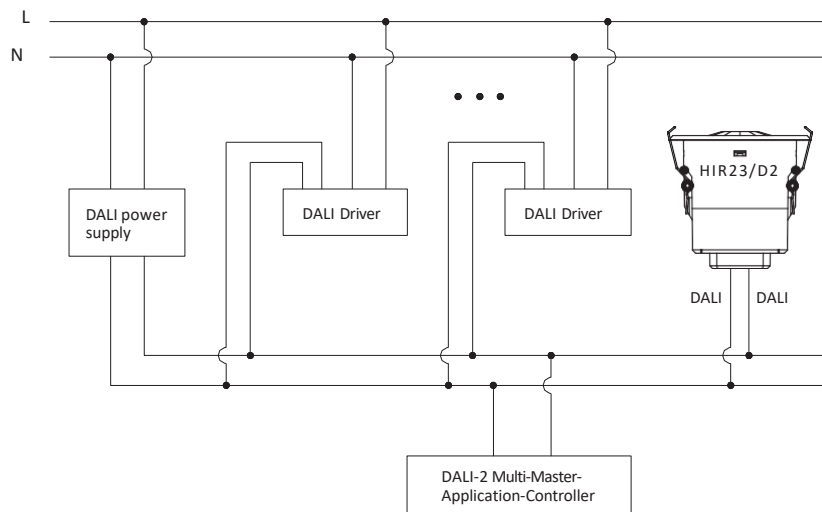 L
N
HIR23/D2
DALI power
supply
DALI Driver
DALI Driver
DALI
DALI
DALI-2 Multi-Master-
Application-Controller